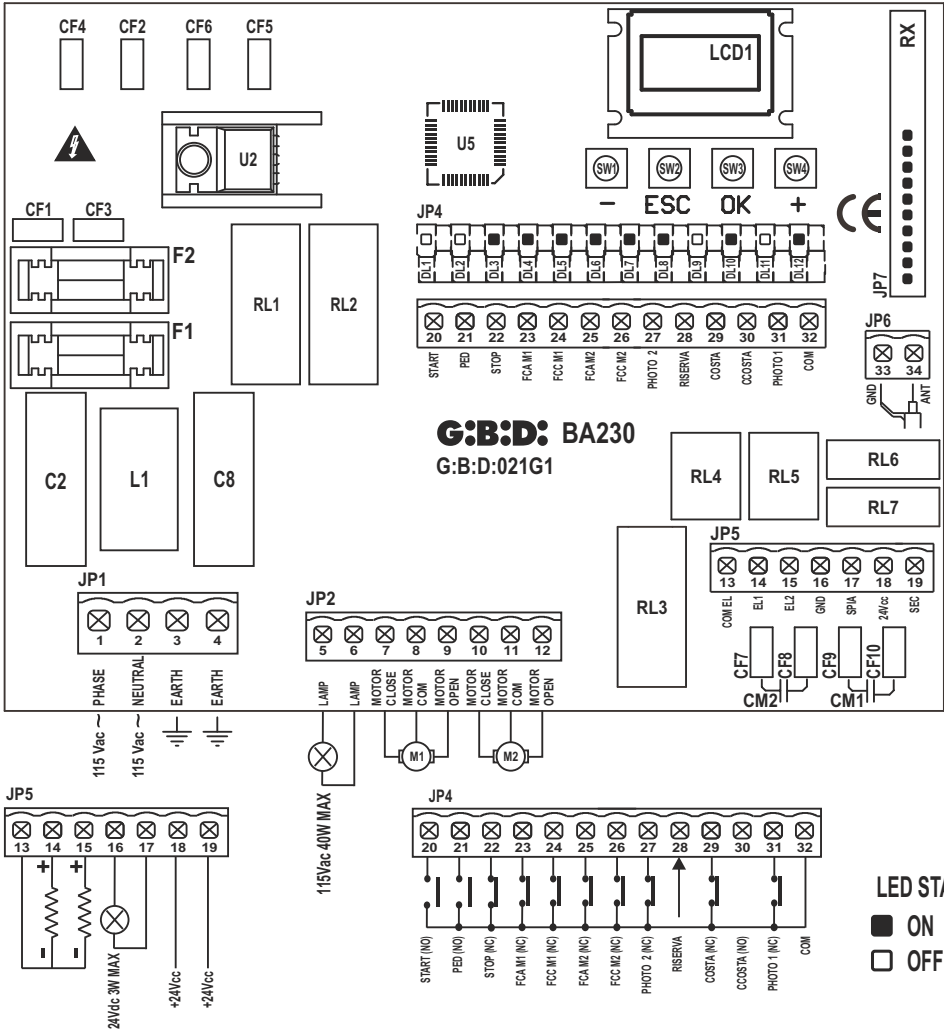 CF4 CF2 CF6 CF5
LCD1
RX
U2
U5
SW1 SW2 SW3 SW4
- ESC OK +
CF1 CF3
JP4
CE
F2
DL1 DL2 DL3 DL4 DL5 DL6 DL7 DL8 DL9 DL10 DL11 DL12
JP7
RL1 RL2
F1
20 21 22 23 24 25 26 27 28 29 30 31 32
START PED STOP FCA M1 FCC M1 FCA M2 FCC M2 PHOTO 2 RISERVA COSTA CCOSTA PHOTO 1 COM
JP6
33 34
GND ANT
G:B:D: BA230
G:B:D:021G1
C2 L1 C8
RL4 RL5 RL6
RL7
RL3
JP5
13 14 15 16 17 18 19
COM EL EL1 EL2 GND SPIA 24Vcc SEC
CF7 CF8 CF9 CF10
CM2 CM1
JP1
1 2 3 4
PHASE NEUTRAL EARTH EARTH
115 Vac ~ 115 Vac ~
JP2
5 6 7 8 9 10 11 12
LAMP LAMP MOTOR CLOSE MOTOR COM MOTOR OPEN MOTOR CLOSE MOTOR COM MOTOR OPEN
M1 M2
115Vac 40W MAX
JP5
13 14 15 16 17 18 19
+ +
- -
24Vdc 3W MAX +24Vcc +24Vcc
JP4
20 21 22 23 24 25 26 27 28 29 30 31 32
START (NO) PED (NO) STOP (NC) FCA M1 (NC) FCC M1 (NC) FCA M2 (NC) FCC M2 (NC) PHOTO 2 (NC) RISERVA COSTA (NC) CCOSTA (NO) PHOTO 1 (NC) COM
LED STA
ON
OFF